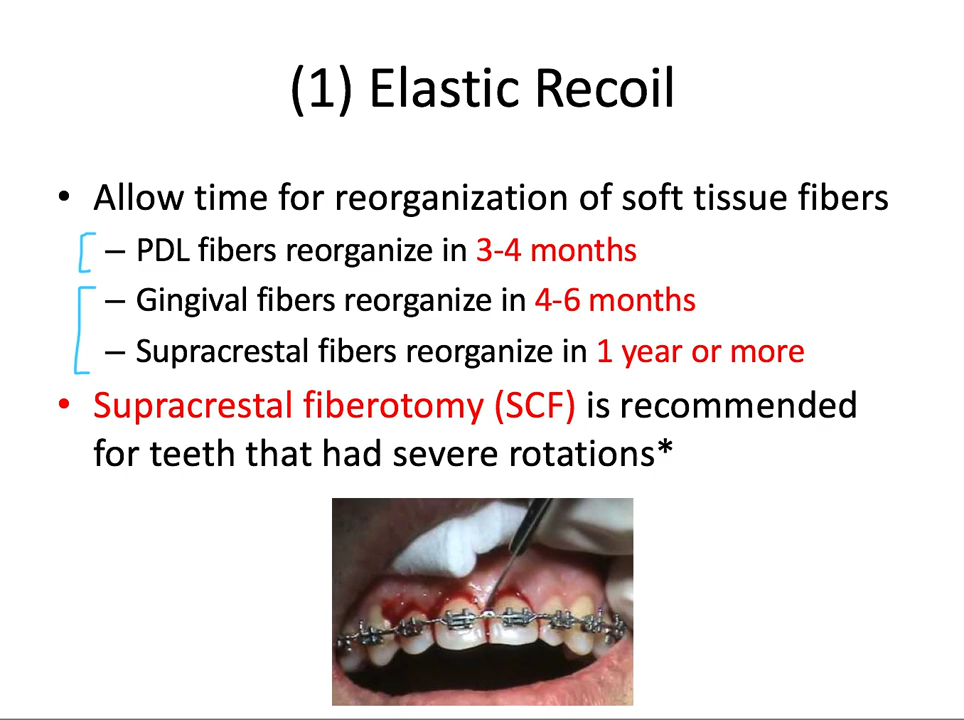 (1) Elastic Recoil
• Allow time for reorganization of soft tissue fibers
– PDL fibers reorganize in 3-4 months
– Gingival fibers reorganize in 4-6 months
– Supracrestal fibers reorganize in 1 year or more
• Supracrestal fiberotomy (SCF) is recommended
for teeth that had severe rotations*